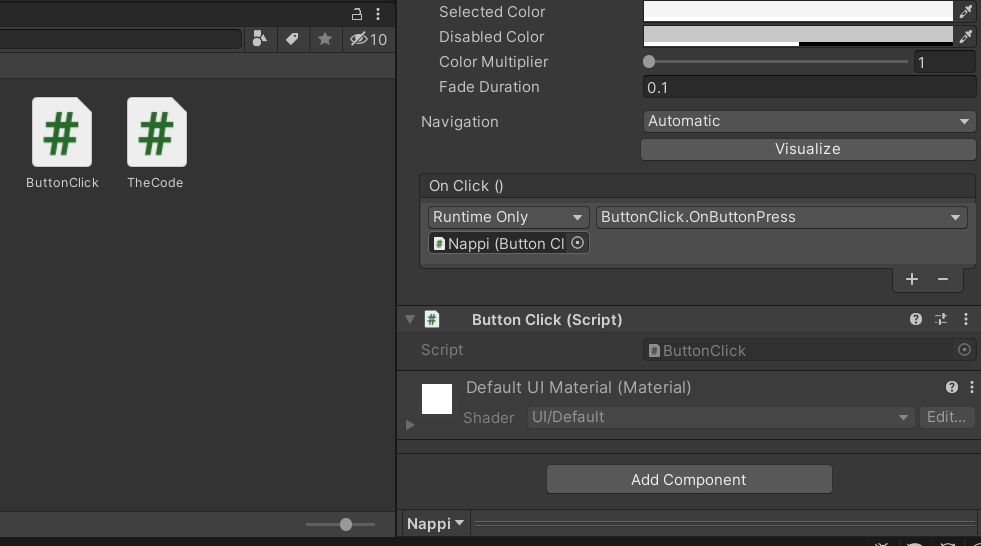 10
ButtonClick
TheCode
Selected Color
Disabled Color
Color Multiplier
1
Fade Duration
0.1
Navigation
Automatic
Visualize
On Click ()
Runtime Only
ButtonClick.OnButtonPress
# Nappi (Button Cl
# Button Click (Script)
Script
# ButtonClick
Default UI Material (Material)
Shader
UI/Default
Edit...
Add Component
Nappi